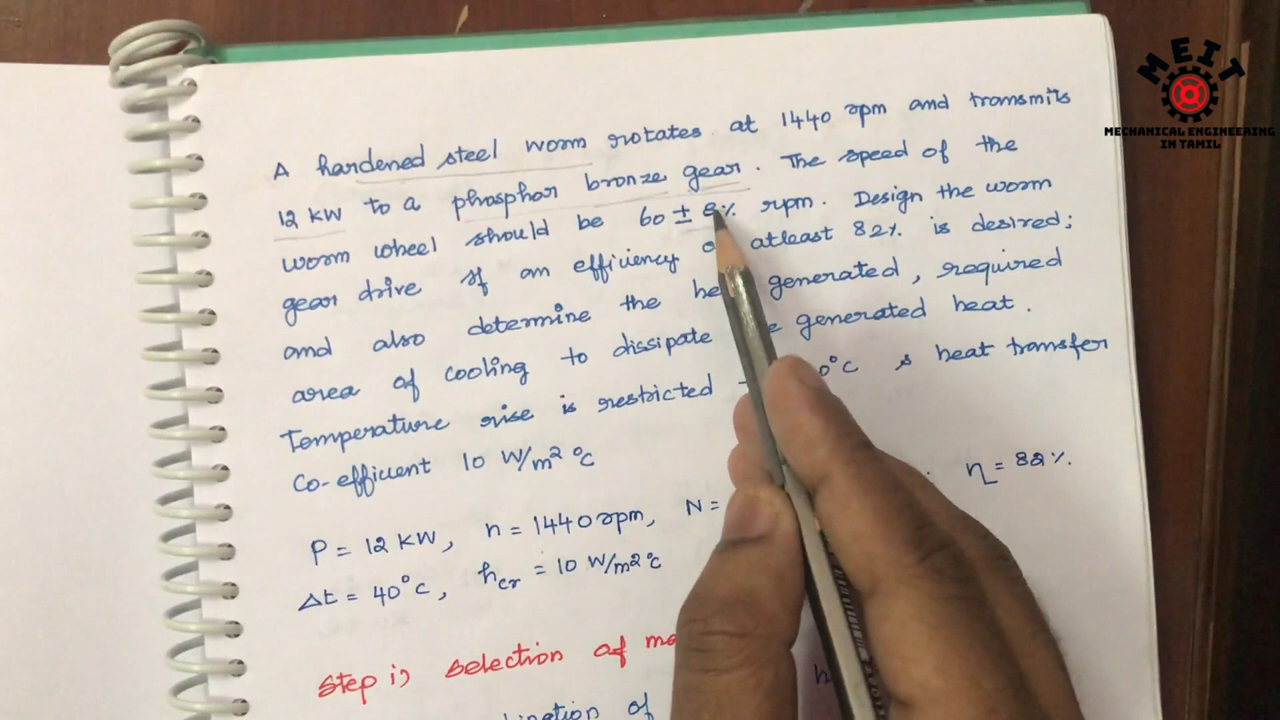 A hardened steel worm rotates at 1440 rpm and transmits
12 KW to a phosphor bronze gear. The speed of the
worm wheel should be 60 ± % rpm. Design the worm
gear drive if an efficiency atleast 82% is desired;
and also determine the generated, required
area of cooling to dissipate generated heat.
Temperature rise is restricted °C & heat transfer
Co-efficient 10 W/m² °C
P = 12 KW, n = 1440 rpm, N = η = 82%.
Δt = 40°C, hcr = 10 W/m² °C
Step i) Selection of
of
MEIT
MECHANICAL ENGINEERING
IN TAMIL